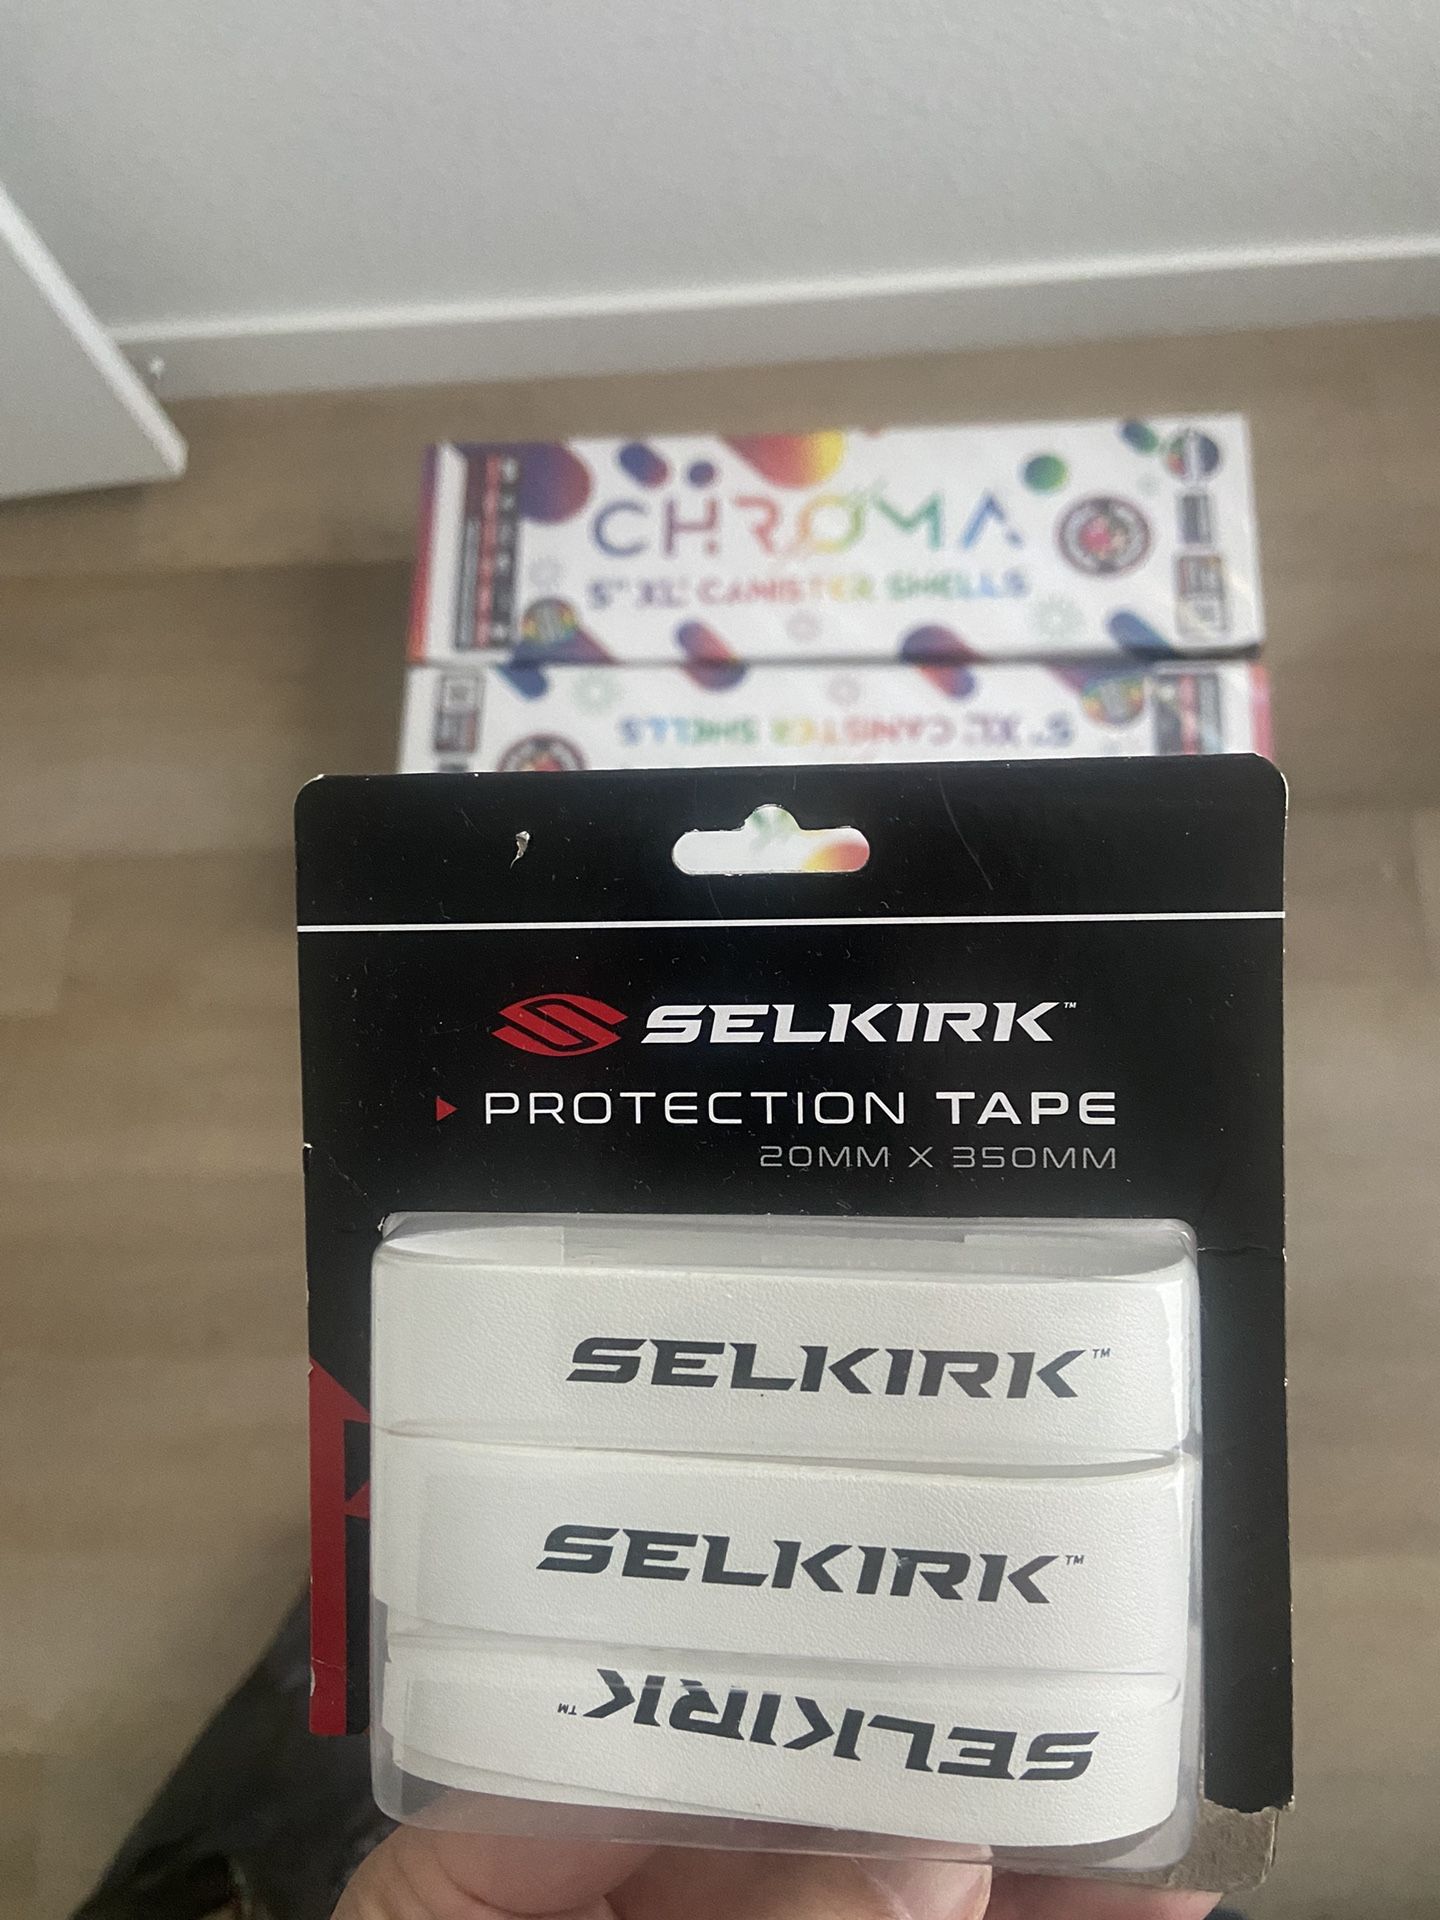 CHROMA
5" XL" CANISTER SHELLS
5" XL" CANISTER SHELLS
SELKIRK™
PROTECTION TAPE
20MM X 350MM
SELKIRK™
SELKIRK™
SELKIRK™